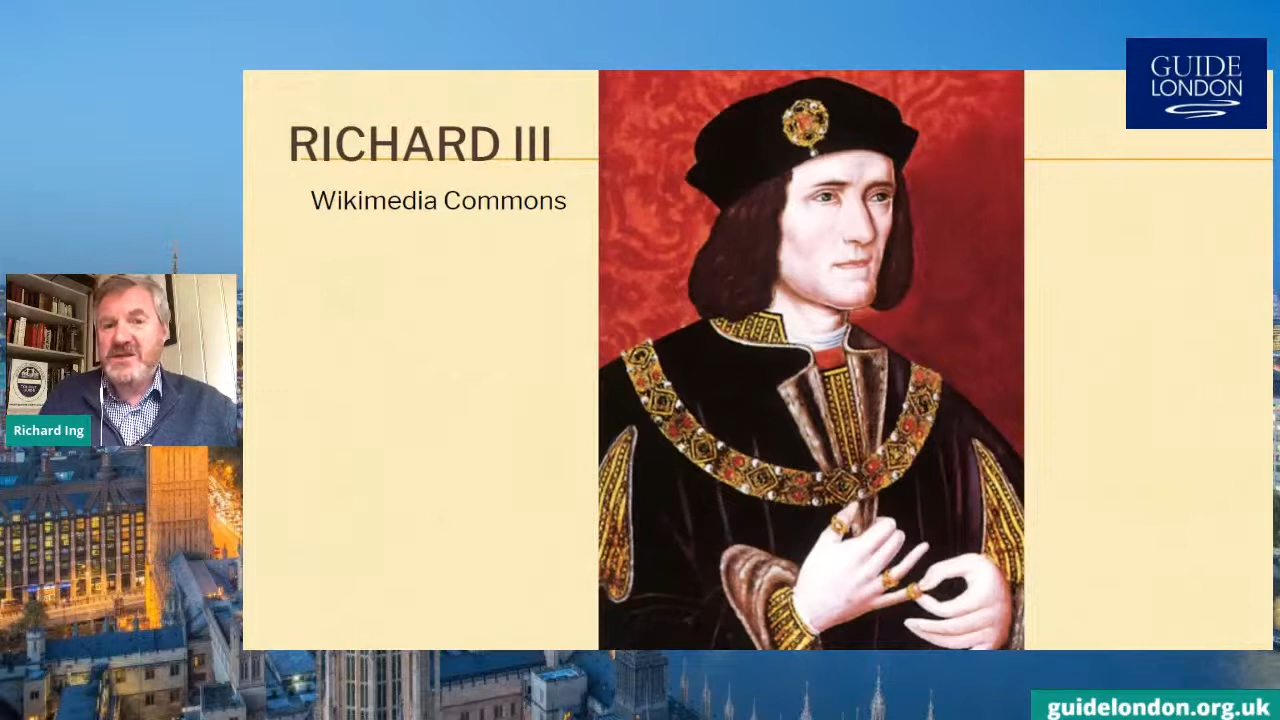 GUIDE
LONDON
RICHARD III
Wikimedia Commons
Richard Ing
guidelondon.org.uk